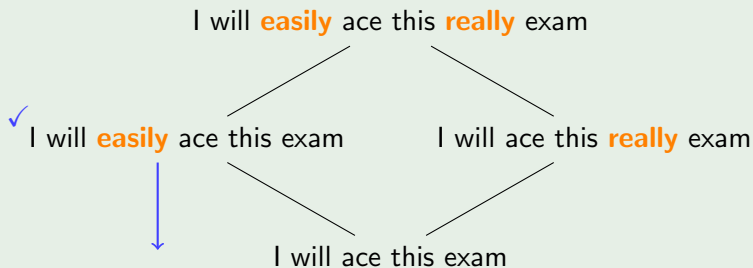 I will easily ace this really exam
✓ I will easily ace this exam
I will ace this really exam
I will ace this exam